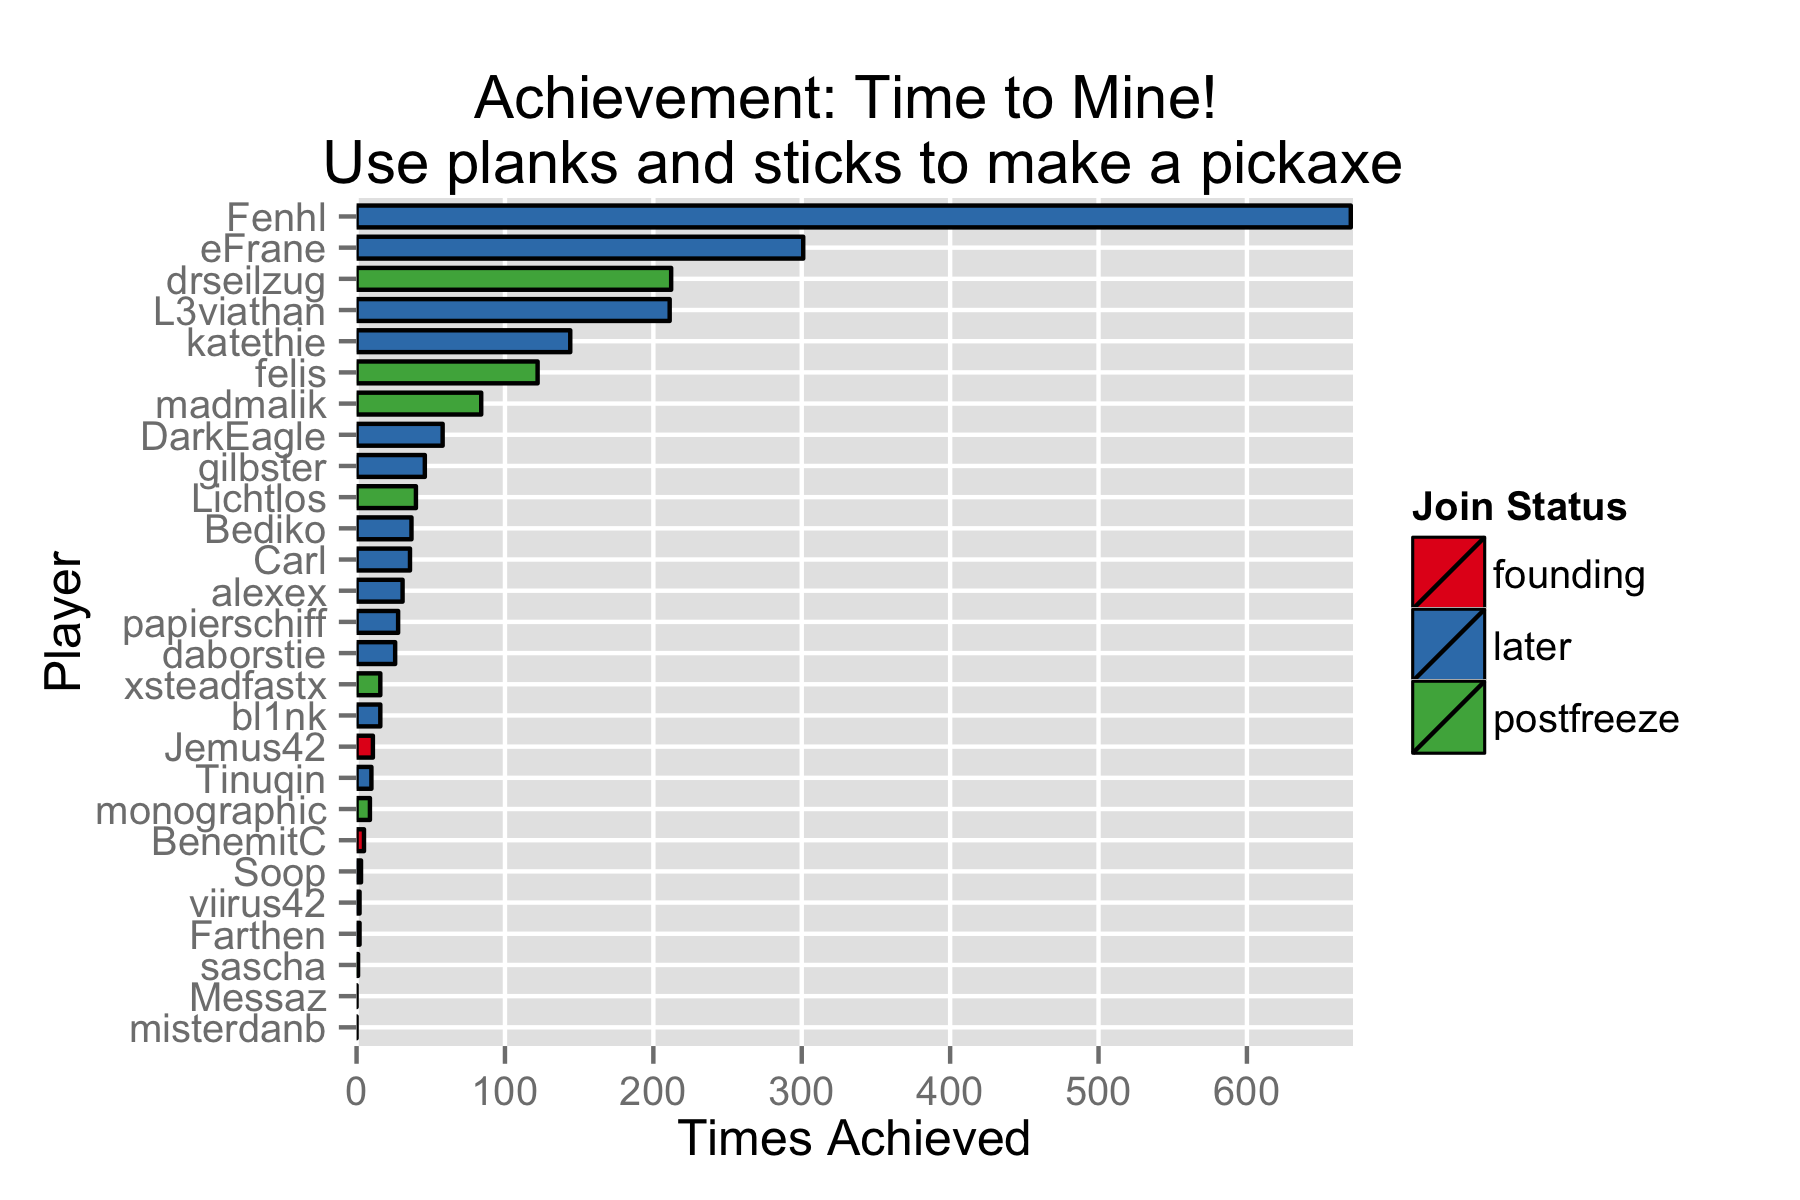 Achievement: Time to Mine!
Use planks and sticks to make a pickaxe
Player
Fenhl
eFrane
drseilzug
L3viathan
katethie
felis
madmalik
DarkEagle
gilbster
Lichtlos
Bediko
Carl
alexex
papierschiff
daborstie
xsteadfastx
bl1nk
Jemus42
Tinuqin
monographic
BenemitC
Soop
viirus42
Farthen
sascha
Messaz
misterdanb
0 100 200 300 400 500 600
Times Achieved
Join Status
founding
later
postfreeze